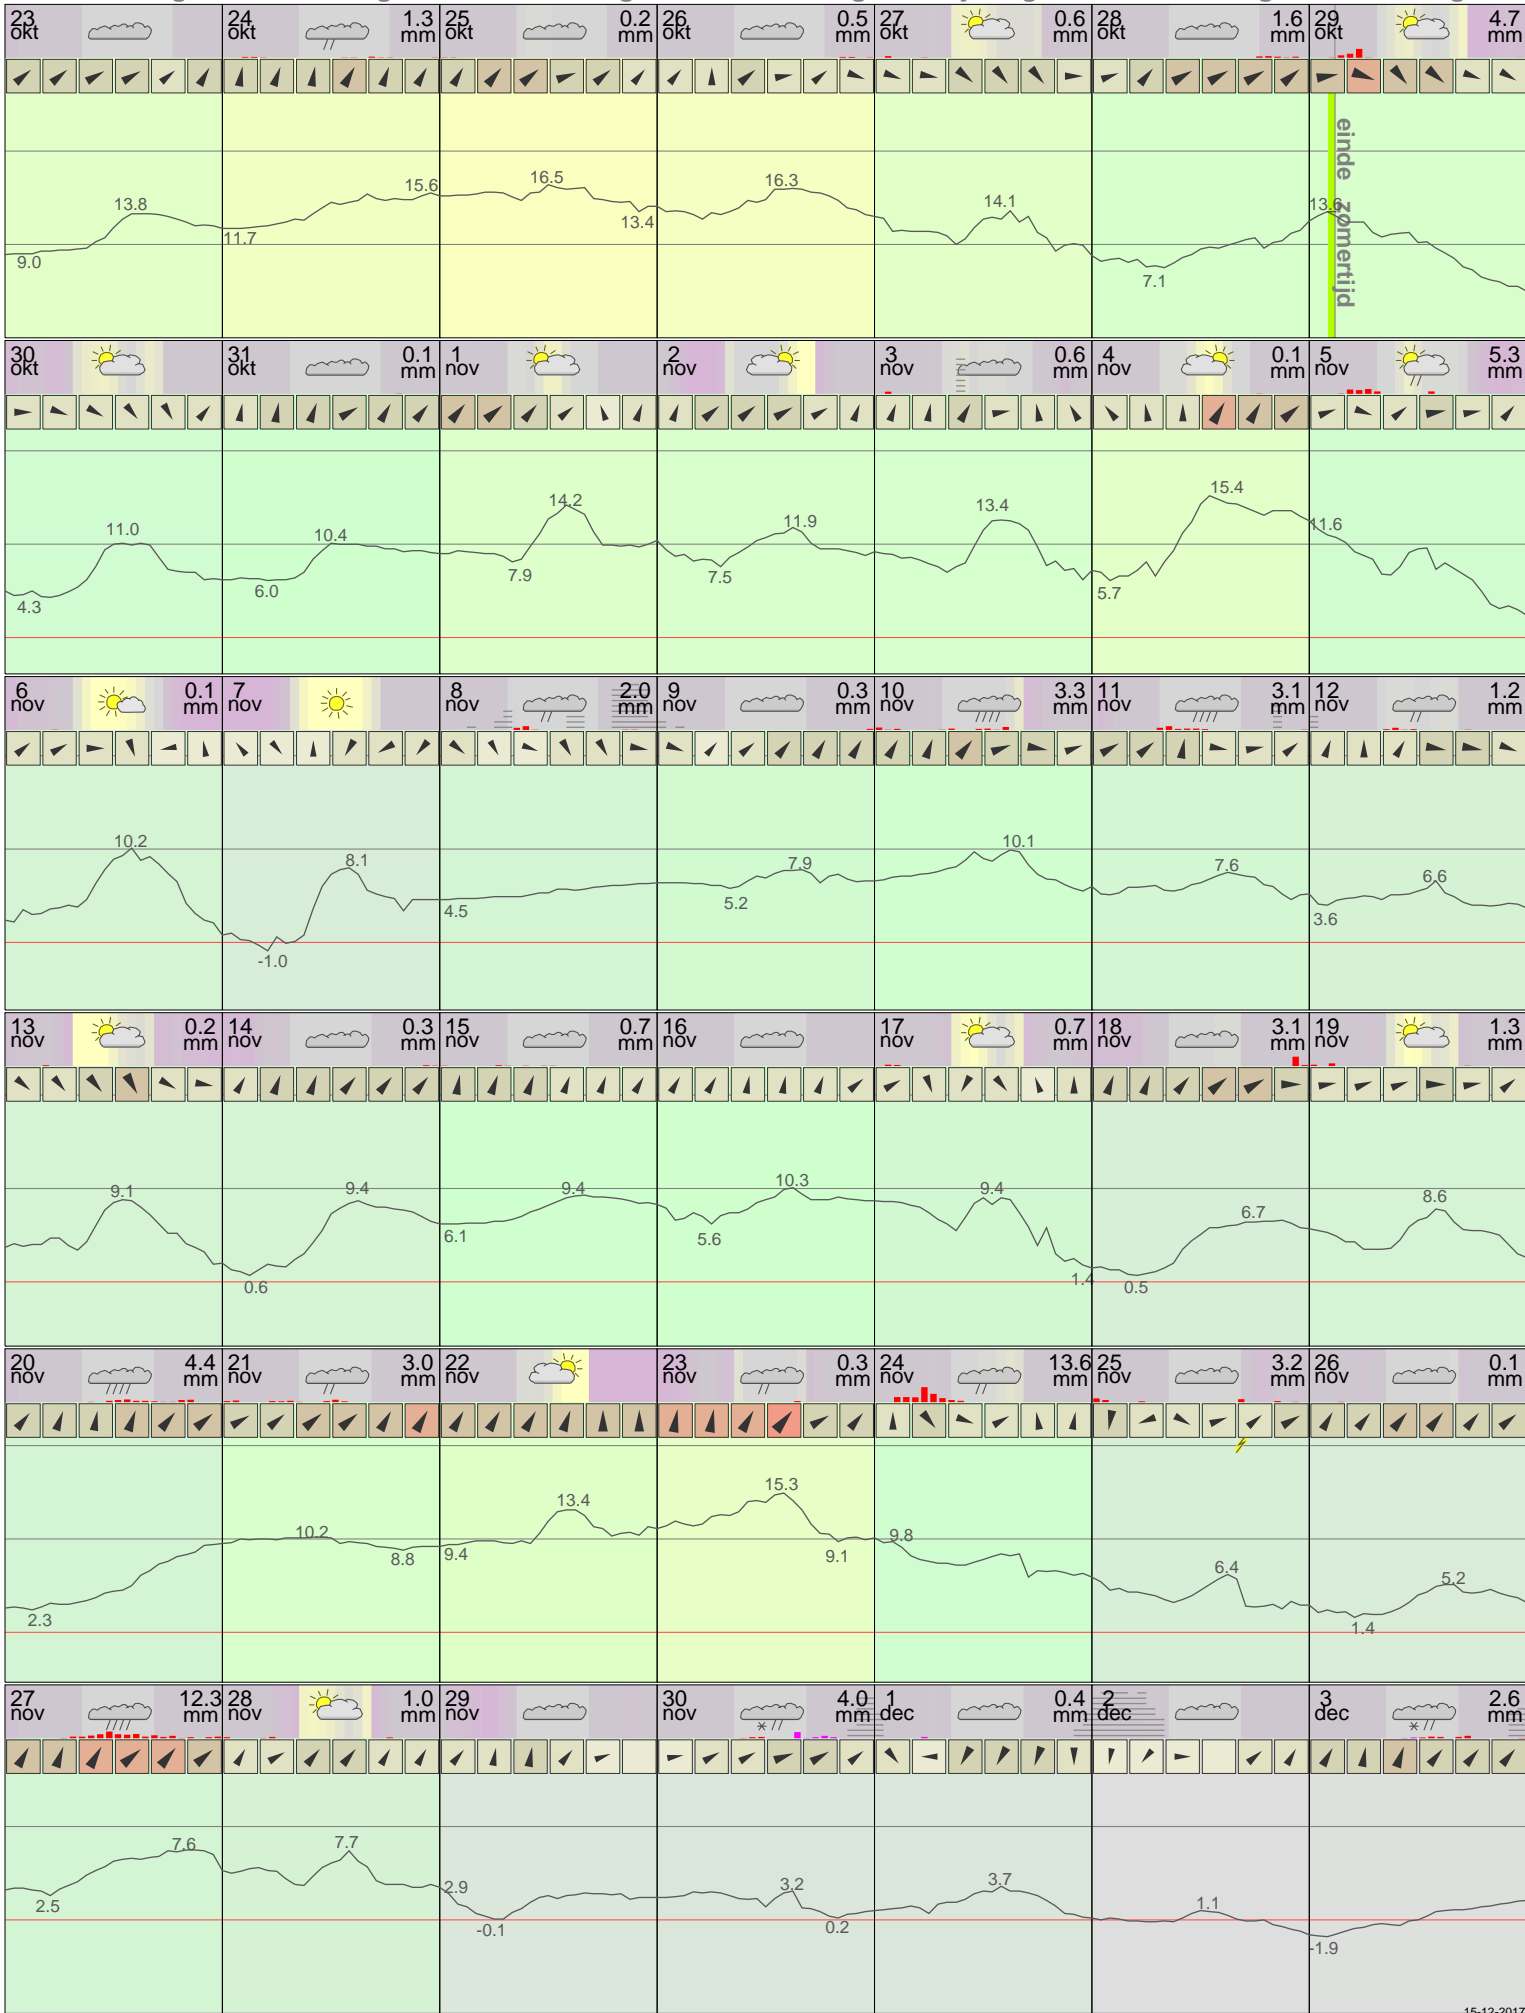 23 okt
24 okt 1.3 mm
25 okt 0.2 mm
26 okt 0.5 mm
27 okt 0.6 mm
28 okt 1.6 mm
29 okt 4.7 mm
einde zomertijd
9.0 13.8 11.7 15.6 16.5 13.4 16.3 14.1 7.1 13.6
30 okt
31 okt 0.1 mm
1 nov
2 nov
3 nov 0.6 mm
4 nov 0.1 mm
5 nov 5.3 mm
4.3 11.0 6.0 10.4 7.9 14.2 7.5 11.9 13.4 5.7 15.4 11.6
6 nov 0.1 mm
7 nov
8 nov 2.0 mm
9 nov 0.3 mm
10 nov 3.3 mm
11 nov 3.1 mm
12 nov 1.2 mm
10.2 -1.0 8.1 4.5 5.2 7.9 10.1 7.6 3.6 6.6
13 nov 0.2 mm
14 nov 0.3 mm
15 nov 0.7 mm
16 nov
17 nov 0.7 mm
18 nov 3.1 mm
19 nov 1.3 mm
9.1 0.6 9.4 6.1 9.4 5.6 10.3 9.4 1.4 0.5 6.7 8.6
20 nov 4.4 mm
21 nov 3.0 mm
22 nov
23 nov 0.3 mm
24 nov 13.6 mm
25 nov 3.2 mm
26 nov 0.1 mm
2.3 10.2 8.8 9.4 13.4 15.3 9.1 9.8 6.4 1.4 5.2
27 nov 12.3 mm
28 nov 1.0 mm
29 nov
30 nov 4.0 mm
1 dec 0.4 mm
2 dec
3 dec 2.6 mm
2.5 7.6 7.7 2.9 -0.1 3.2 0.2 3.7 1.1 -1.9
15-12-2017